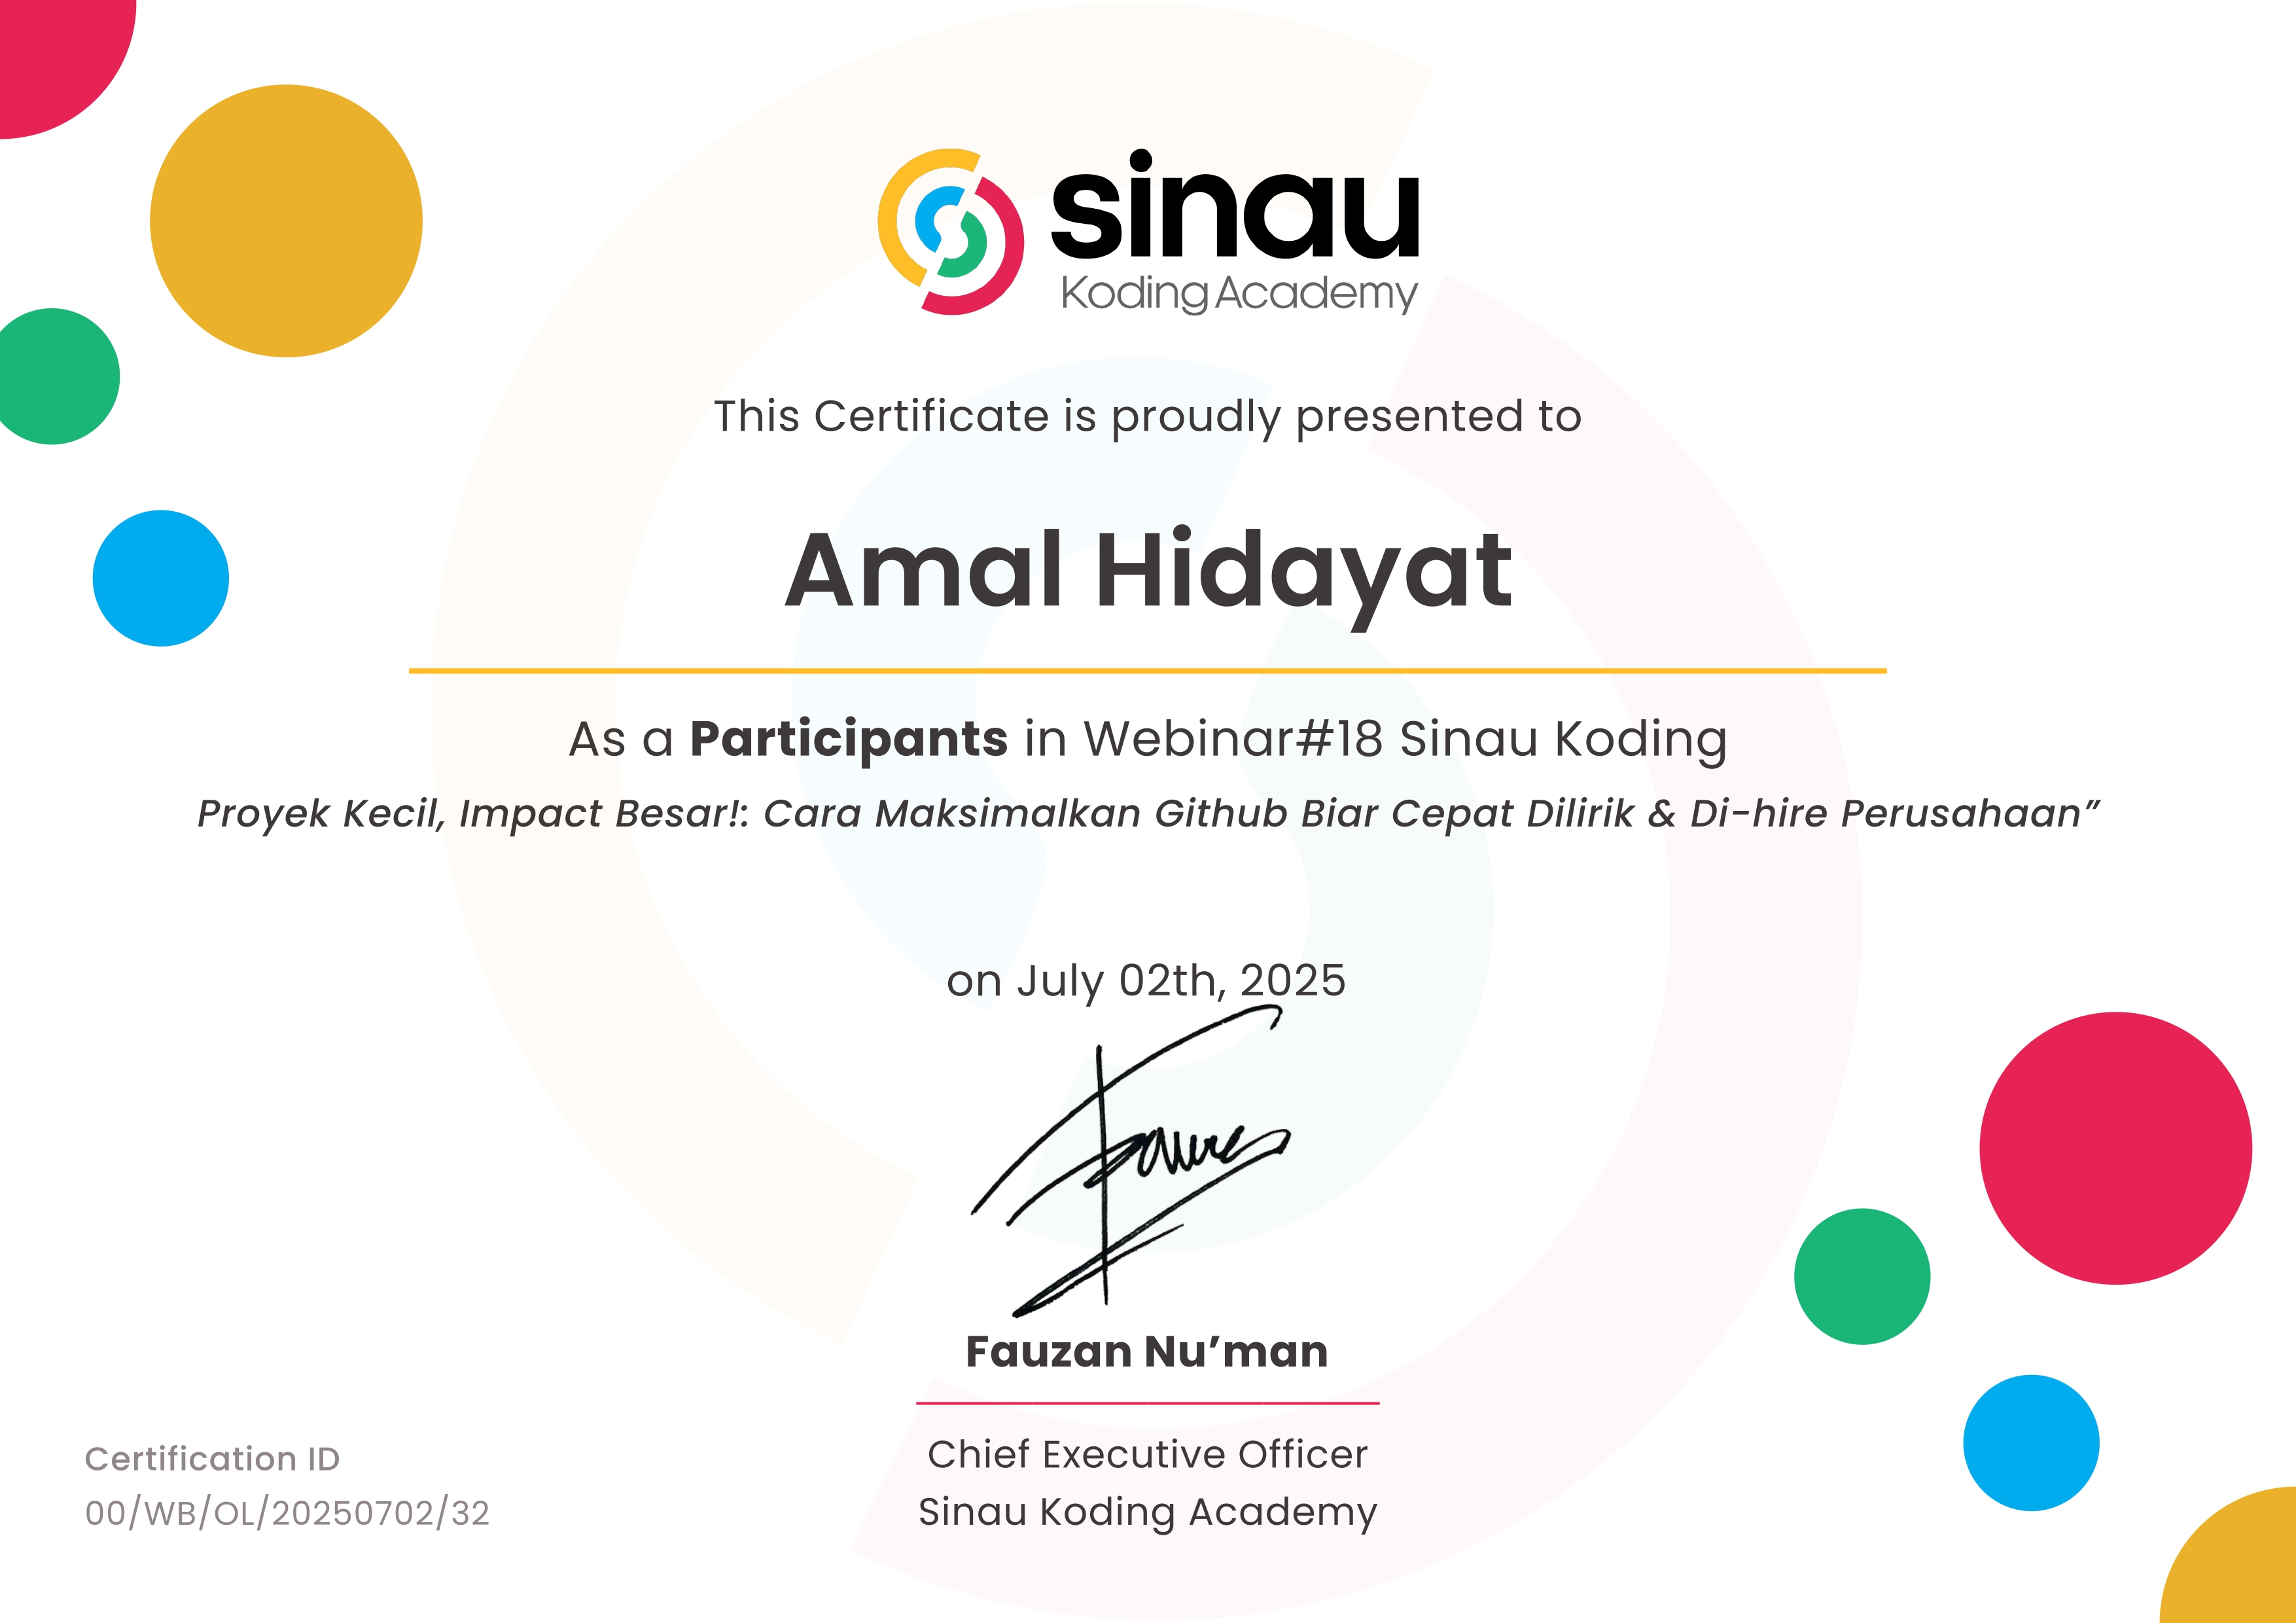 sinau
Koding Academy
This Certificate is proudly presented to
Amal Hidayat
As a Participants in Webinar#18 Sinau Koding
Proyek Kecil, Impact Besar!: Cara Maksimalkan Github Biar Cepat Dilirik & Di-hire Perusahaan”
on July 02th, 2025
Fauzan Nu’man
Chief Executive Officer
Sinau Koding Academy
Certification ID
00/WB/OL/20250702/32